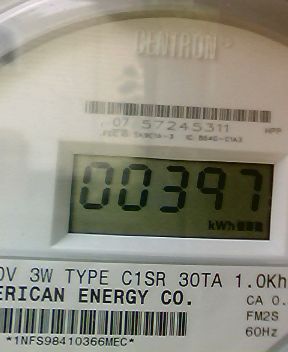 CENTRON
07 57245311
HPP
00397
kWh
0V 3W TYPE C1SR 30TA 1.0Kh
ERICAN ENERGY CO.
CA 0.
FM2S
60Hz
*1NFS98410366MEC*